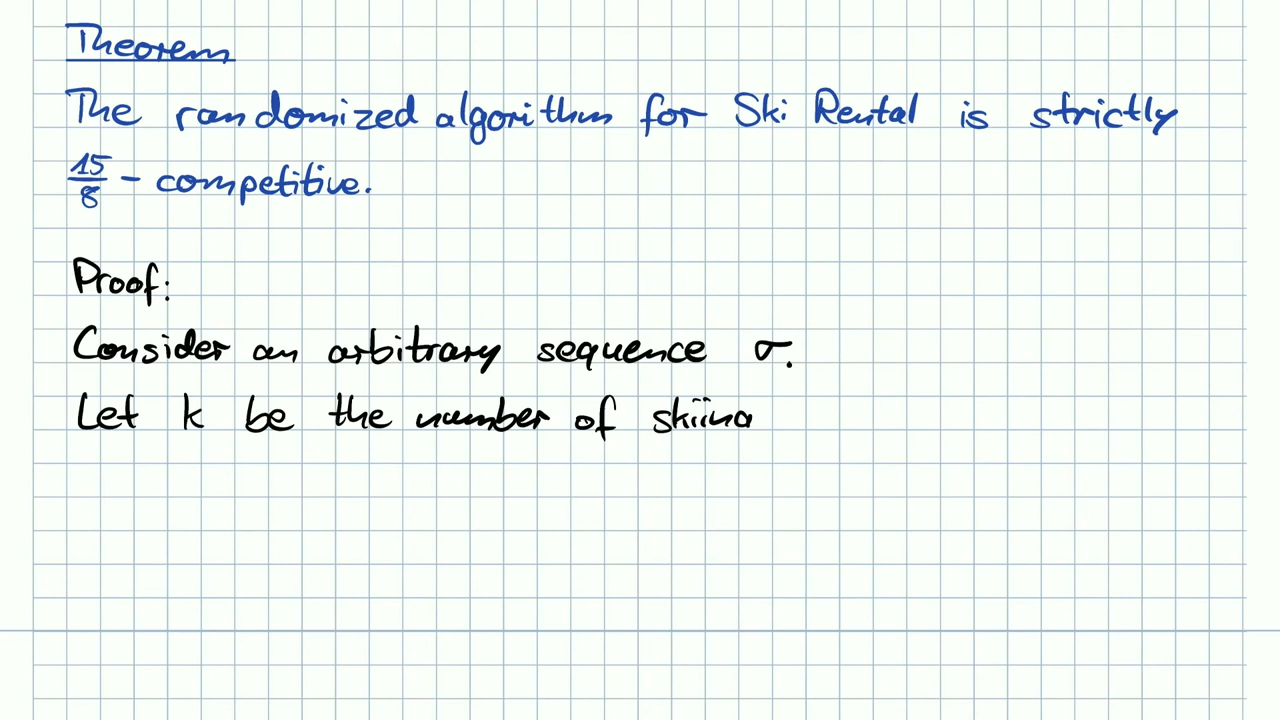 Theorem
The randomized algorithm for Ski Rental is strictly
15/8 - competitive.
Proof:
Consider an arbitrary sequence σ.
Let k be the number of skiina